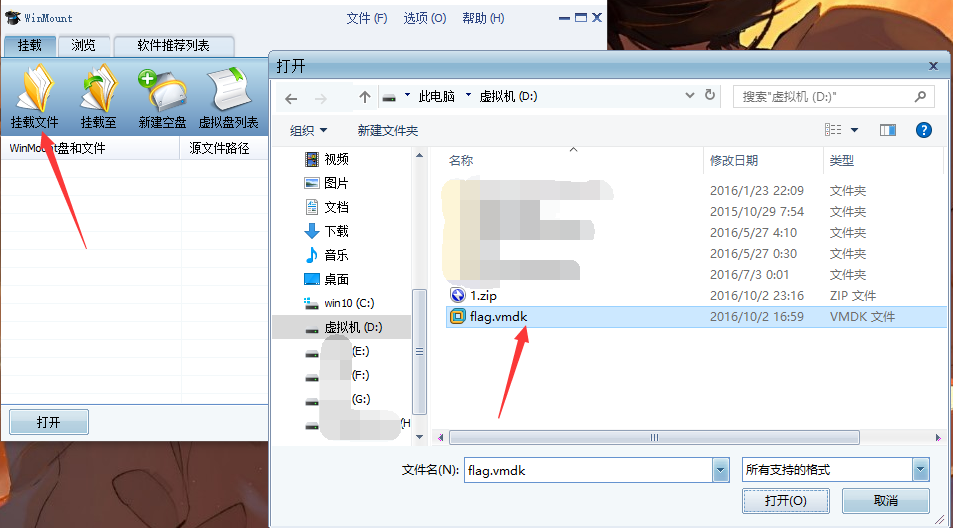 WinMount
文件 (F) 选项 (O) 帮助 (H)
挂载 浏览 软件推荐列表
挂载文件 挂载至 新建空盘 虚拟盘列表
WinMount盘和文件 源文件路径
打开
打开
此电脑 虚拟机 (D:)
搜索"虚拟机 (D:)"
组织 新建文件夹
视频
图片
文档
下载
音乐
桌面
win10 (C:)
虚拟机 (D:)
(E:)
(F:)
(G:)
(H
名称 修改日期 类型
2016/1/23 22:09 文件夹
2015/10/29 7:54 文件夹
2016/5/27 4:10 文件夹
2016/5/27 0:30 文件夹
2016/7/3 0:01 文件夹
1.zip 2016/10/2 23:16 ZIP 文件
flag.vmdk 2016/10/2 16:59 VMDK 文件
文件名(N): flag.vmdk 所有支持的格式
打开(O) 取消